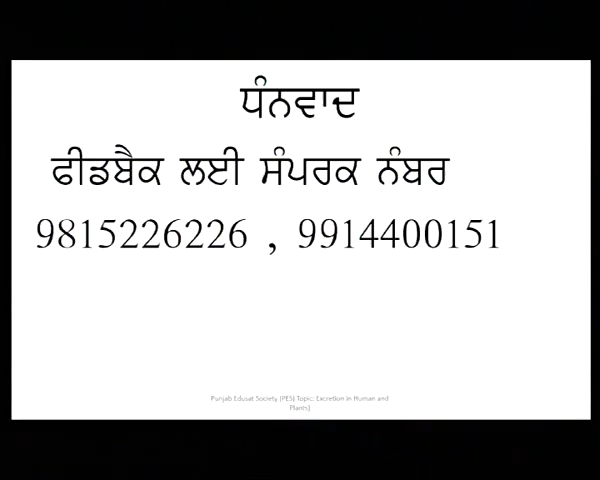 ਧੰਨਵਾਦ
ਫੀਡਬੈਕ ਲਈ ਸੰਪਰਕ ਨੰਬਰ
9815226226 , 9914400151
Punjab Edusat Society (PES) Topic: Excretion in Human and
Plants]